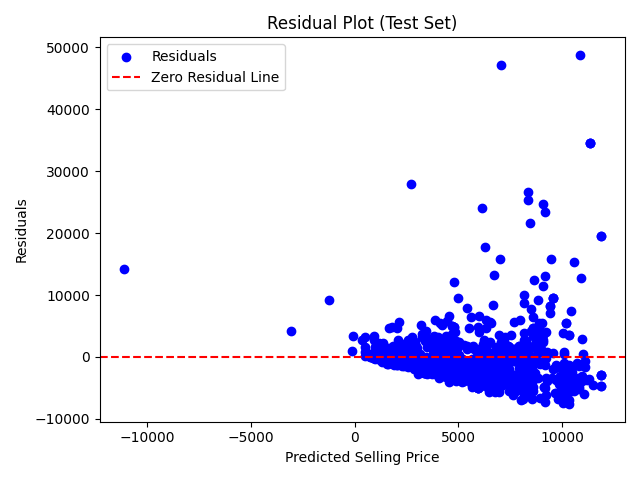 Residual Plot (Test Set)
Residuals
Zero Residual Line
50000
40000
30000
20000
10000
0
−10000
Residuals
−10000
−5000
0
5000
10000
Predicted Selling Price